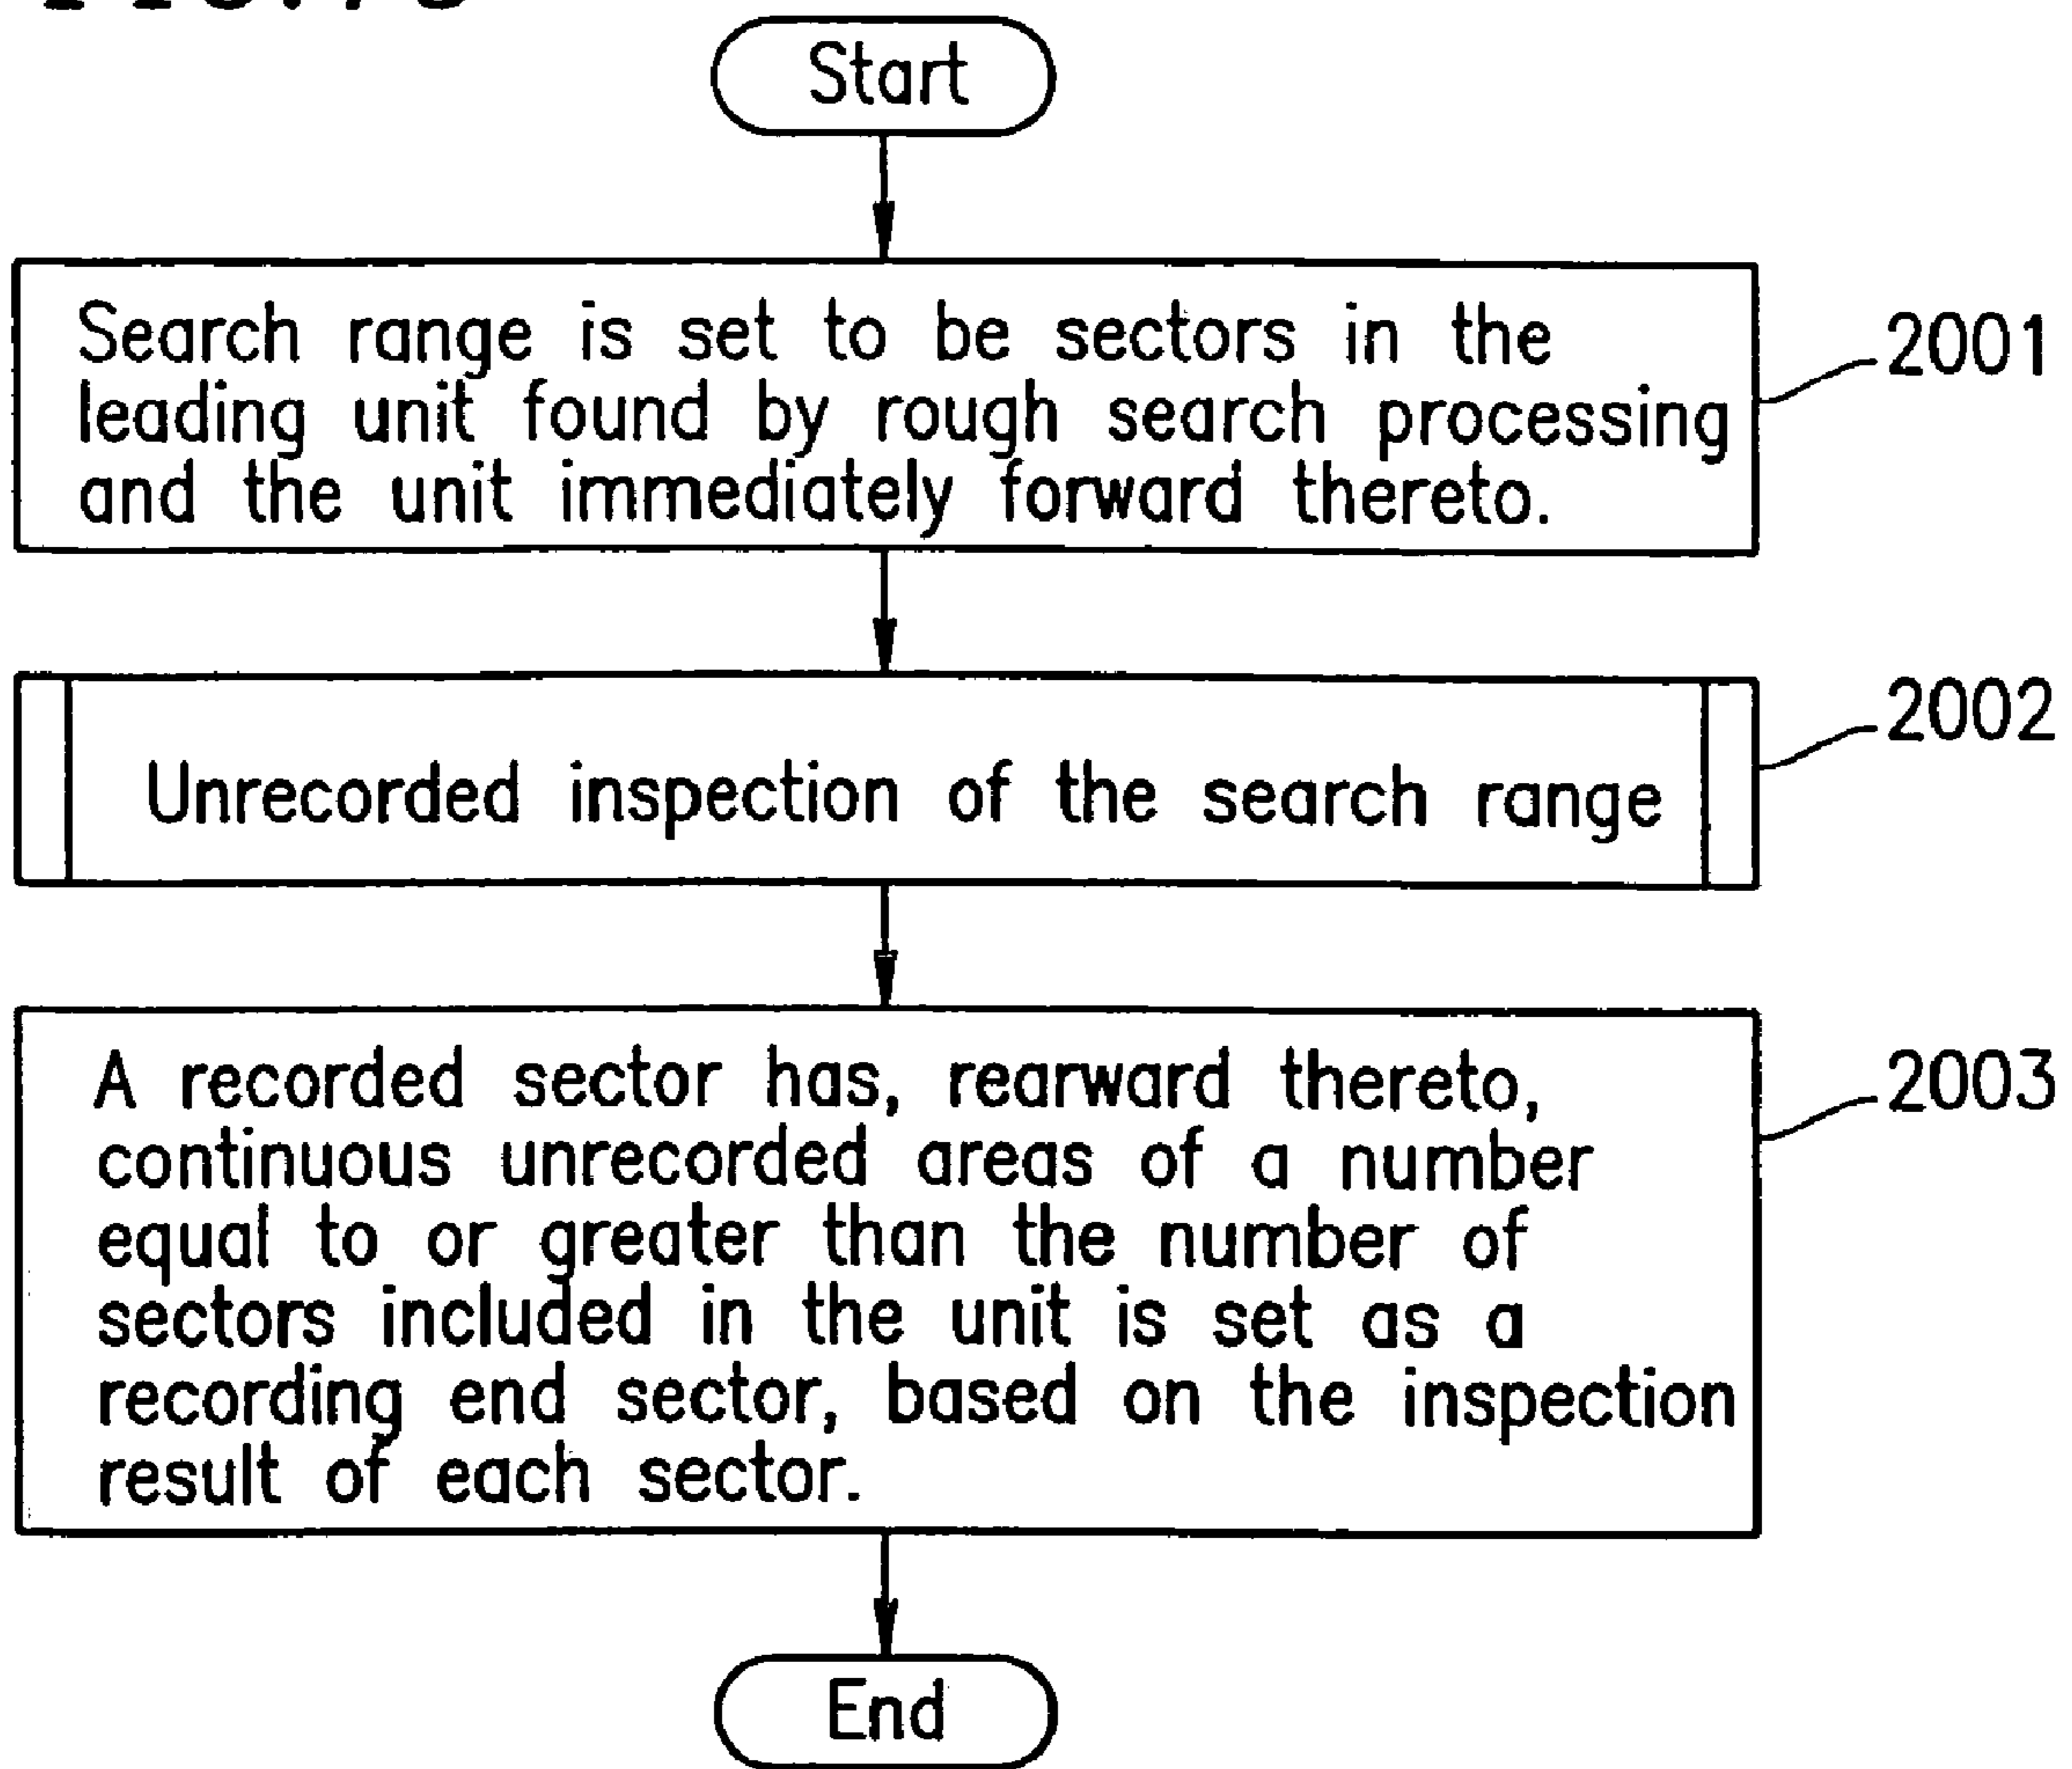 Start
Search range is set to be sectors in the
leading unit found by rough search processing
and the unit immediately forward thereto.
2001
Unrecorded inspection of the search range
2002
A recorded sector has, rearward thereto,
continuous unrecorded areas of a number
equal to or greater than the number of
sectors included in the unit is set as a
recording end sector, based on the inspection
result of each sector.
2003
End